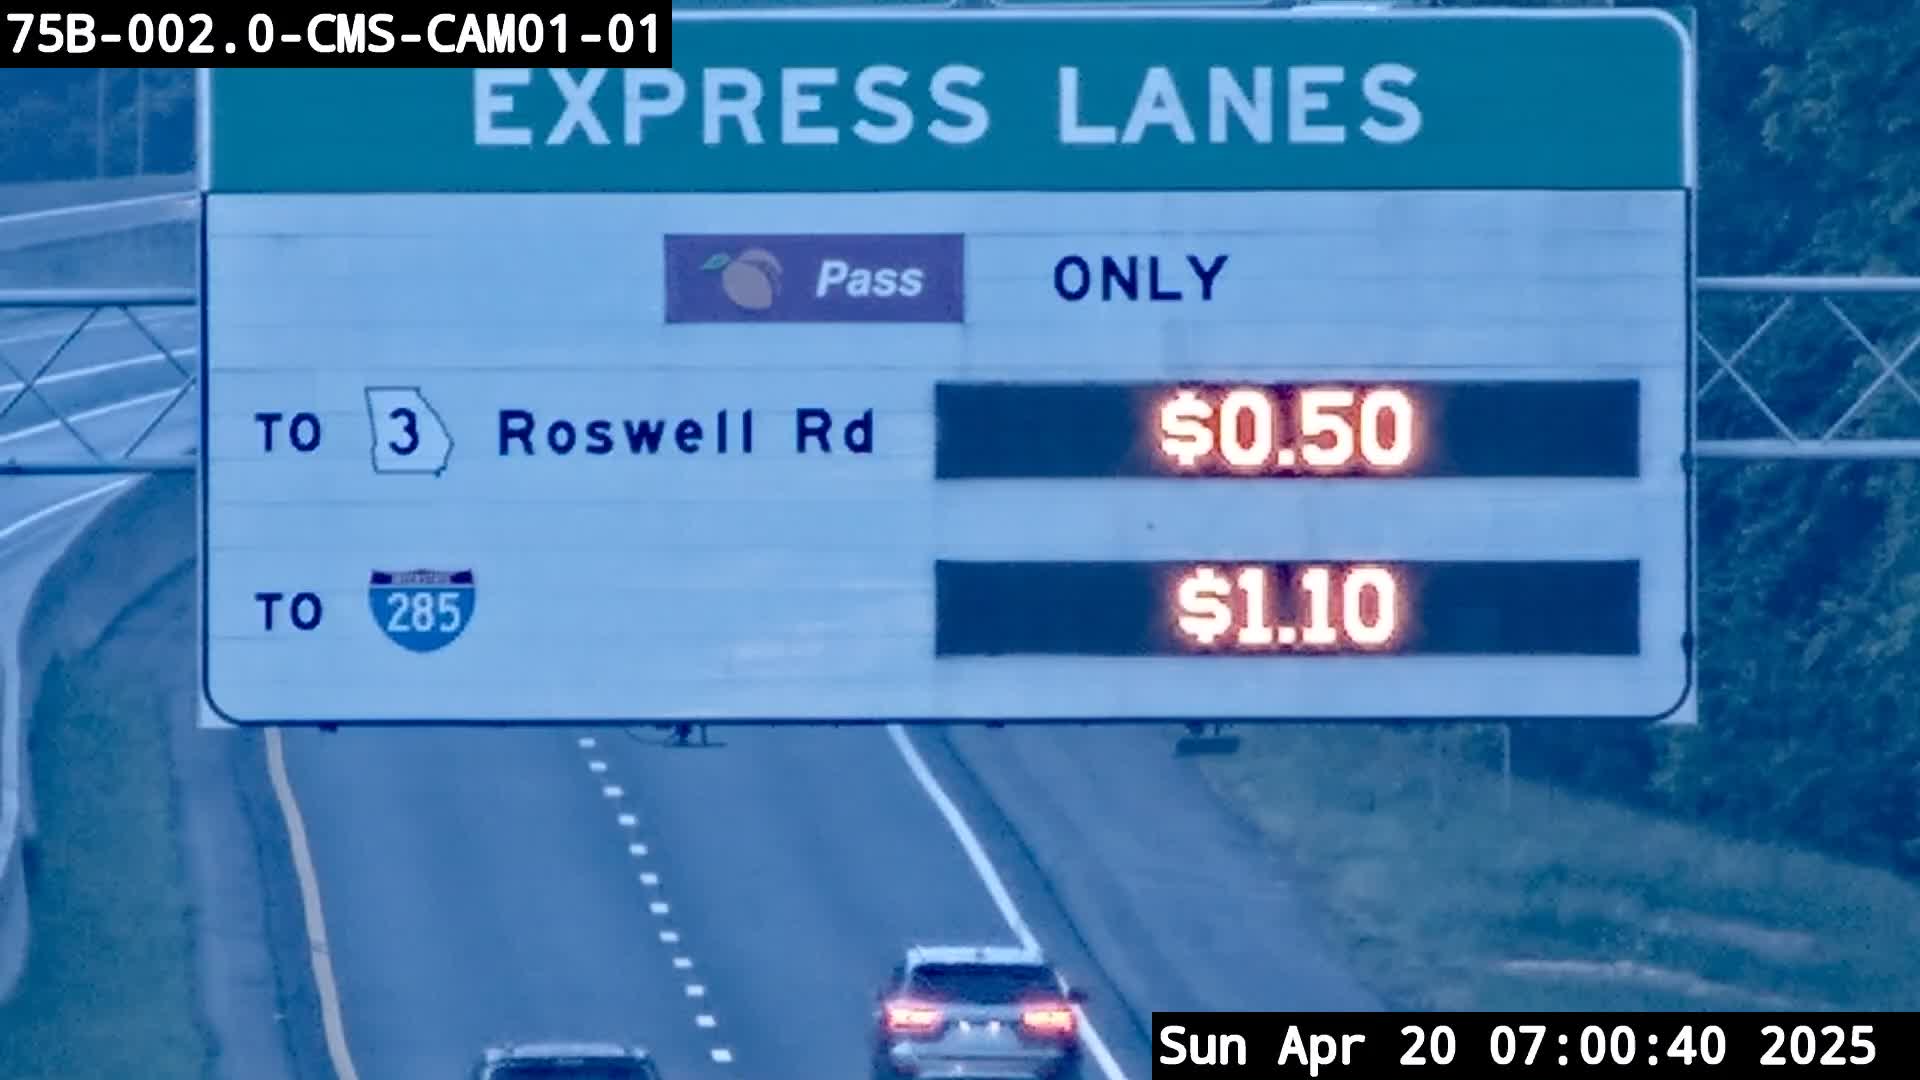 75B-002.0-CMS-CAM01-01
EXPRESS LANES
Pass ONLY
TO 3 Roswell Rd $0.50
TO 285 $1.10
Sun Apr 20 07:00:40 2025